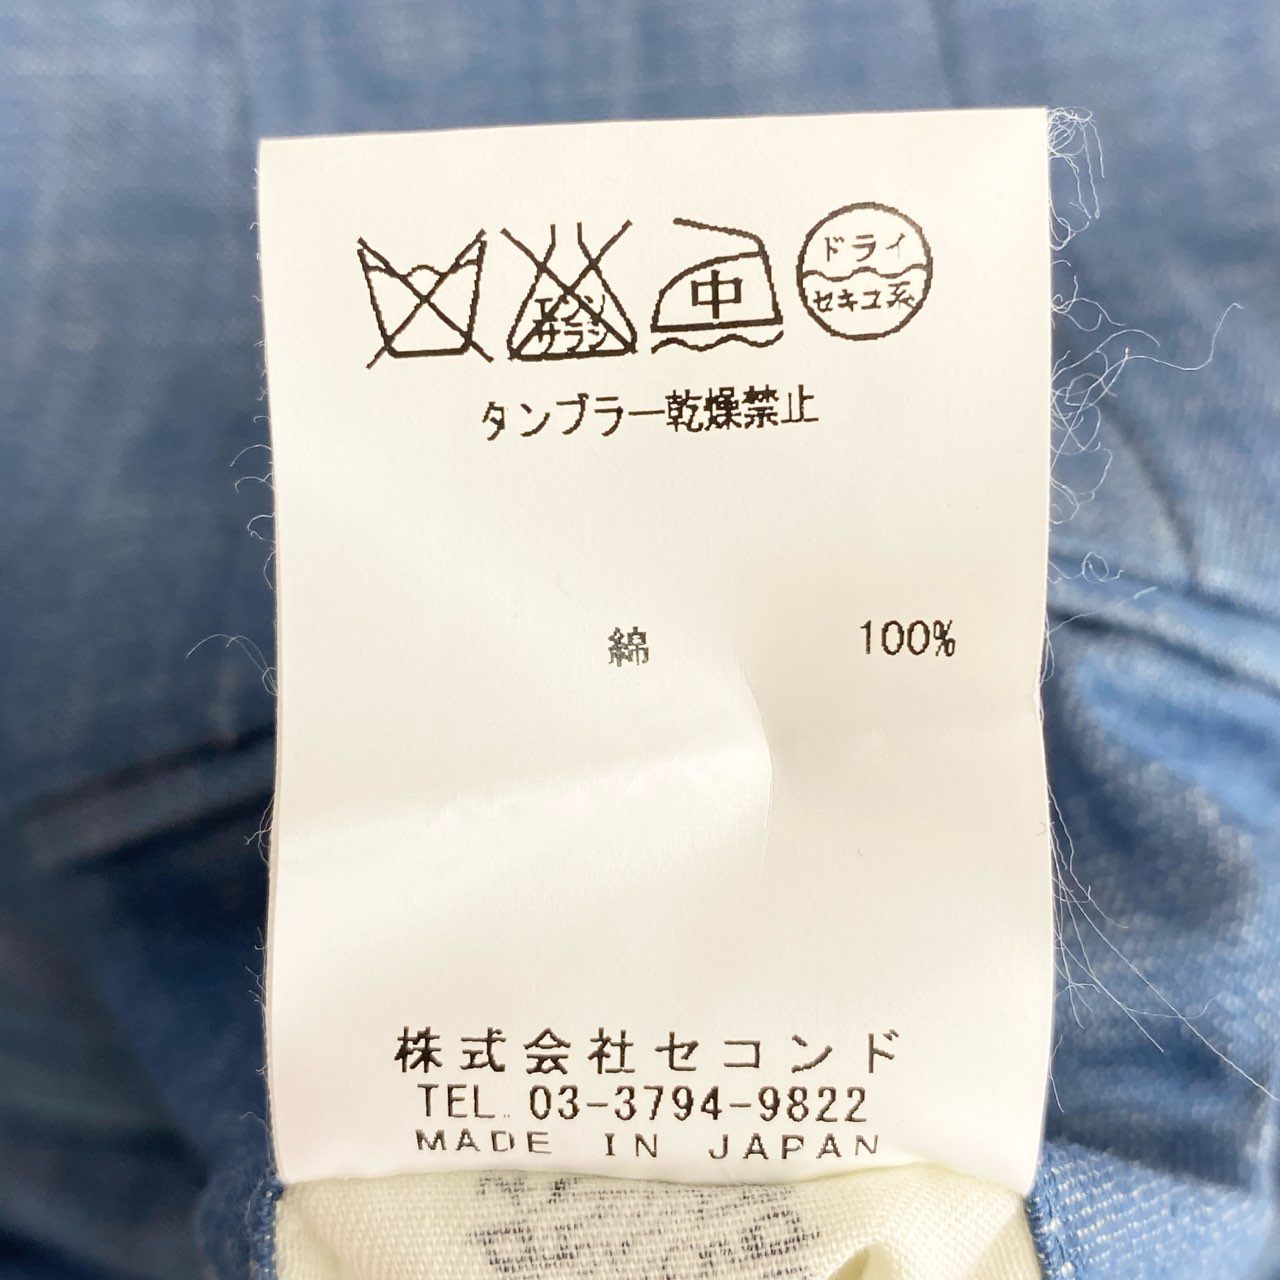 エンソ
サラシ
中
ドライ
セキユ系
タンブラー乾燥禁止
綿 100%
株式会社セコンド
TEL. 03-3794-9822
MADE IN JAPAN